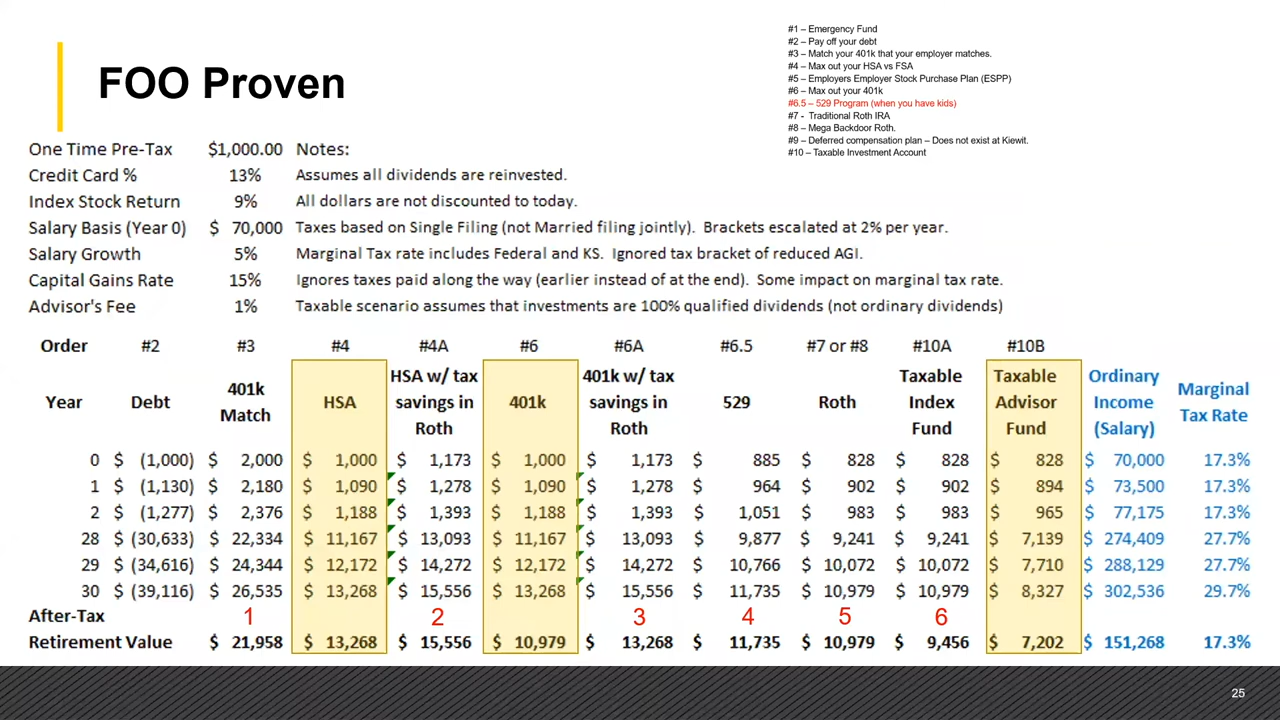 #1 – Emergency Fund
#2 – Pay off your debt
#3 – Match your 401k that your employer matches.
#4 – Max out your HSA vs FSA
#5 – Employers Employer Stock Purchase Plan (ESPP)
#6 – Max out your 401k
#6.5 – 529 Program (when you have kids)
#7 - Traditional Roth IRA
#8 – Mega Backdoor Roth.
#9 – Deferred compensation plan – Does not exist at Kiewit.
#10 – Taxable Investment Account
FOO Proven
One Time Pre-Tax $1,000.00 Notes:
Credit Card % 13% Assumes all dividends are reinvested.
Index Stock Return 9% All dollars are not discounted to today.
Salary Basis (Year 0) $ 70,000 Taxes based on Single Filing (not Married filing jointly). Brackets escalated at 2% per year.
Salary Growth 5% Marginal Tax rate includes Federal and KS. Ignored tax bracket of reduced AGI.
Capital Gains Rate 15% Ignores taxes paid along the way (earlier instead of at the end). Some impact on marginal tax rate.
Advisor's Fee 1% Taxable scenario assumes that investments are 100% qualified dividends (not ordinary dividends)
Order #2 #3 #4 #4A #6 #6A #6.5 #7 or #8 #10A #10B
HSA w/ tax 401k w/ tax Taxable Taxable Ordinary
401k Marginal
Year Debt HSA savings in 401k savings in 529 Roth Index Advisor Income
Match Tax Rate
Roth Roth Fund Fund (Salary)
0 $ (1,000) $ 2,000 $ 1,000 $ 1,173 $ 1,000 $ 1,173 $ 885 $ 828 $ 828 $ 828 $ 70,000 17.3%
1 $ (1,130) $ 2,180 $ 1,090 $ 1,278 $ 1,090 $ 1,278 $ 964 $ 902 $ 902 $ 894 $ 73,500 17.3%
2 $ (1,277) $ 2,376 $ 1,188 $ 1,393 $ 1,188 $ 1,393 $ 1,051 $ 983 $ 983 $ 965 $ 77,175 17.3%
28 $ (30,633) $ 22,334 $ 11,167 $ 13,093 $ 11,167 $ 13,093 $ 9,877 $ 9,241 $ 9,241 $ 7,139 $ 274,409 27.7%
29 $ (34,616) $ 24,344 $ 12,172 $ 14,272 $ 12,172 $ 14,272 $ 10,766 $ 10,072 $ 10,072 $ 7,710 $ 288,129 27.7%
30 $ (39,116) $ 26,535 $ 13,268 $ 15,556 $ 13,268 $ 15,556 $ 11,735 $ 10,979 $ 10,979 $ 8,327 $ 302,536 29.7%
After-Tax 1 2 3 4 5 6
Retirement Value $ 21,958 $ 13,268 $ 15,556 $ 10,979 $ 13,268 $ 11,735 $ 10,979 $ 9,456 $ 7,202 $ 151,268 17.3%
25